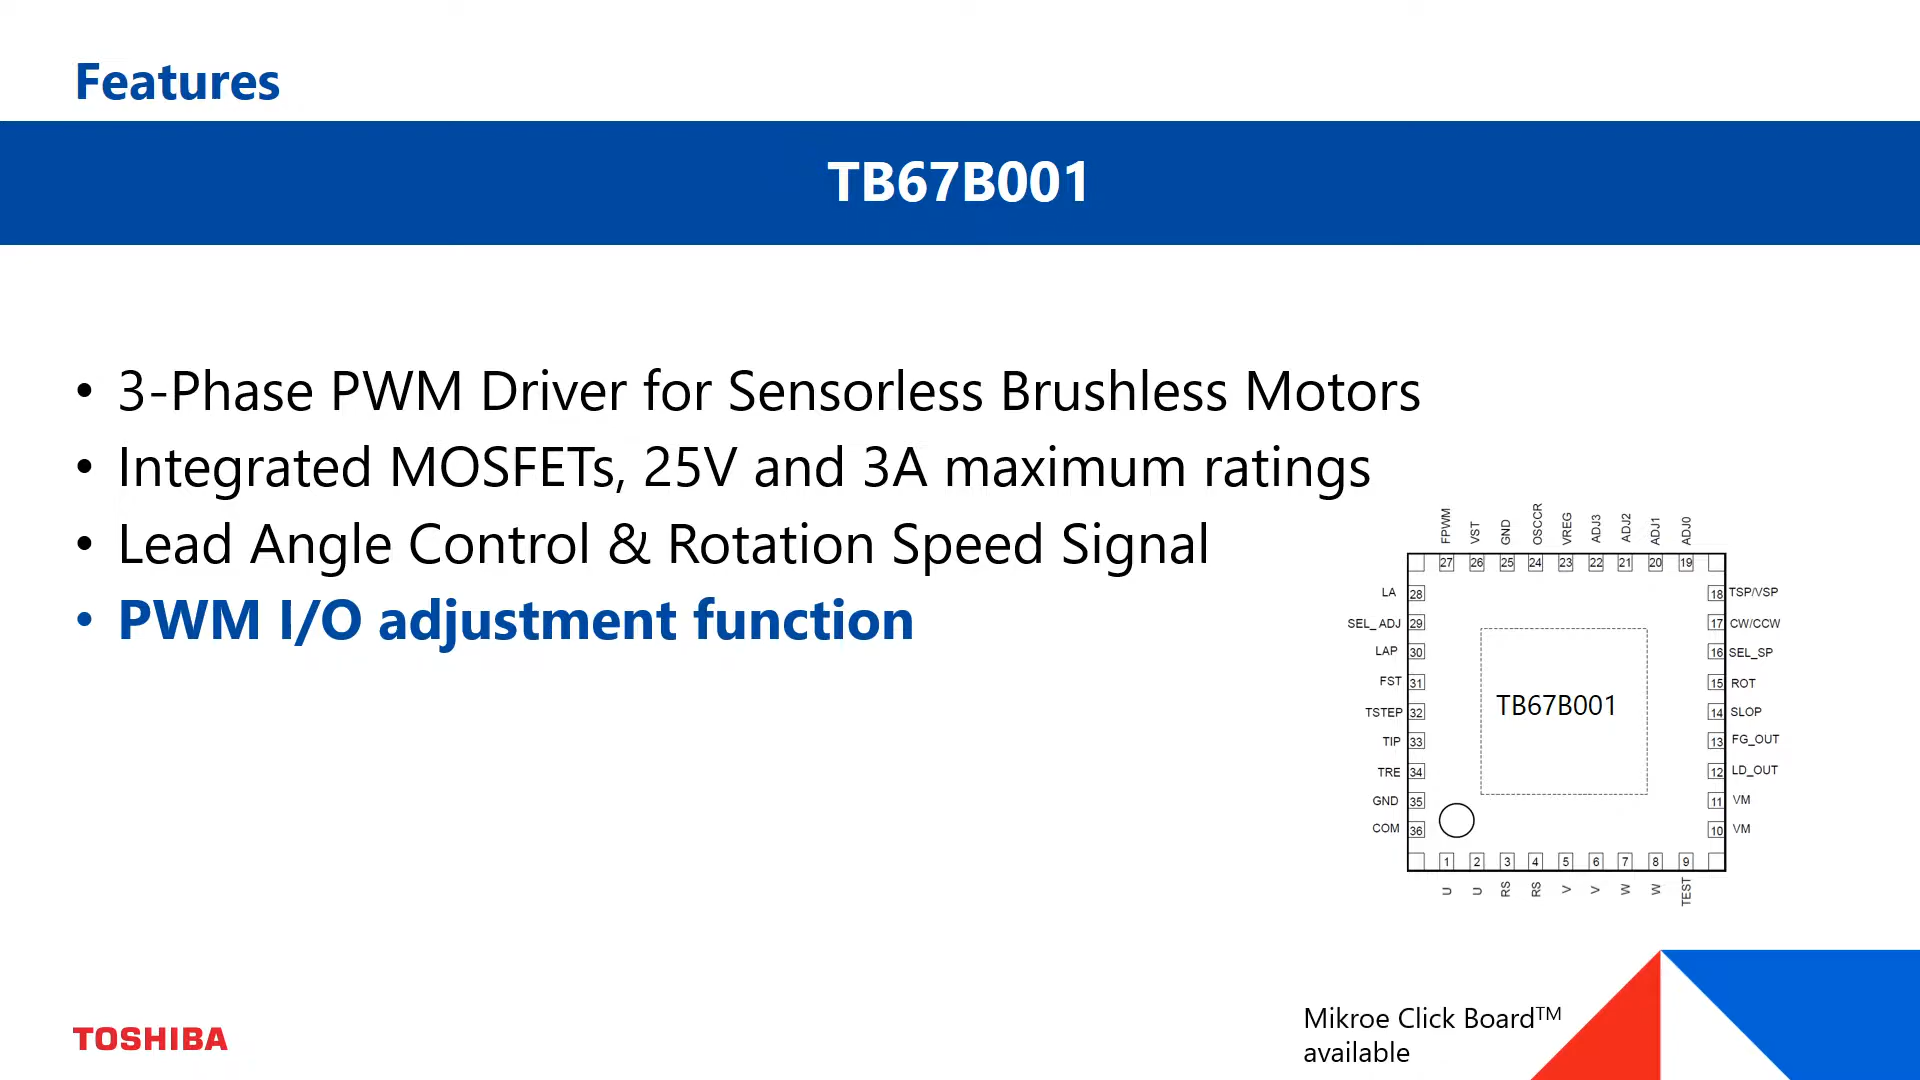 Features
TB67B001
• 3-Phase PWM Driver for Sensorless Brushless Motors
• Integrated MOSFETs, 25V and 3A maximum ratings
• Lead Angle Control & Rotation Speed Signal
• PWM I/O adjustment function
FPWM VST GND OSCCR VREG ADJ3 ADJ2 ADJ1 ADJ0
27 26 25 24 23 22 21 20 19
LA 28 18 TSP/VSP
SEL_ADJ 29 17 CW/CCW
LAP 30 16 SEL_SP
FST 31 15 ROT
TSTEP 32 14 SLOP
TB67B001
TIP 33 13 FG_OUT
TRE 34 12 LD_OUT
GND 35 11 VM
COM 36 10 VM
1 2 3 4 5 6 7 8 9
U U RS RS V V W W TEST
Mikroe Click Board™
available
TOSHIBA